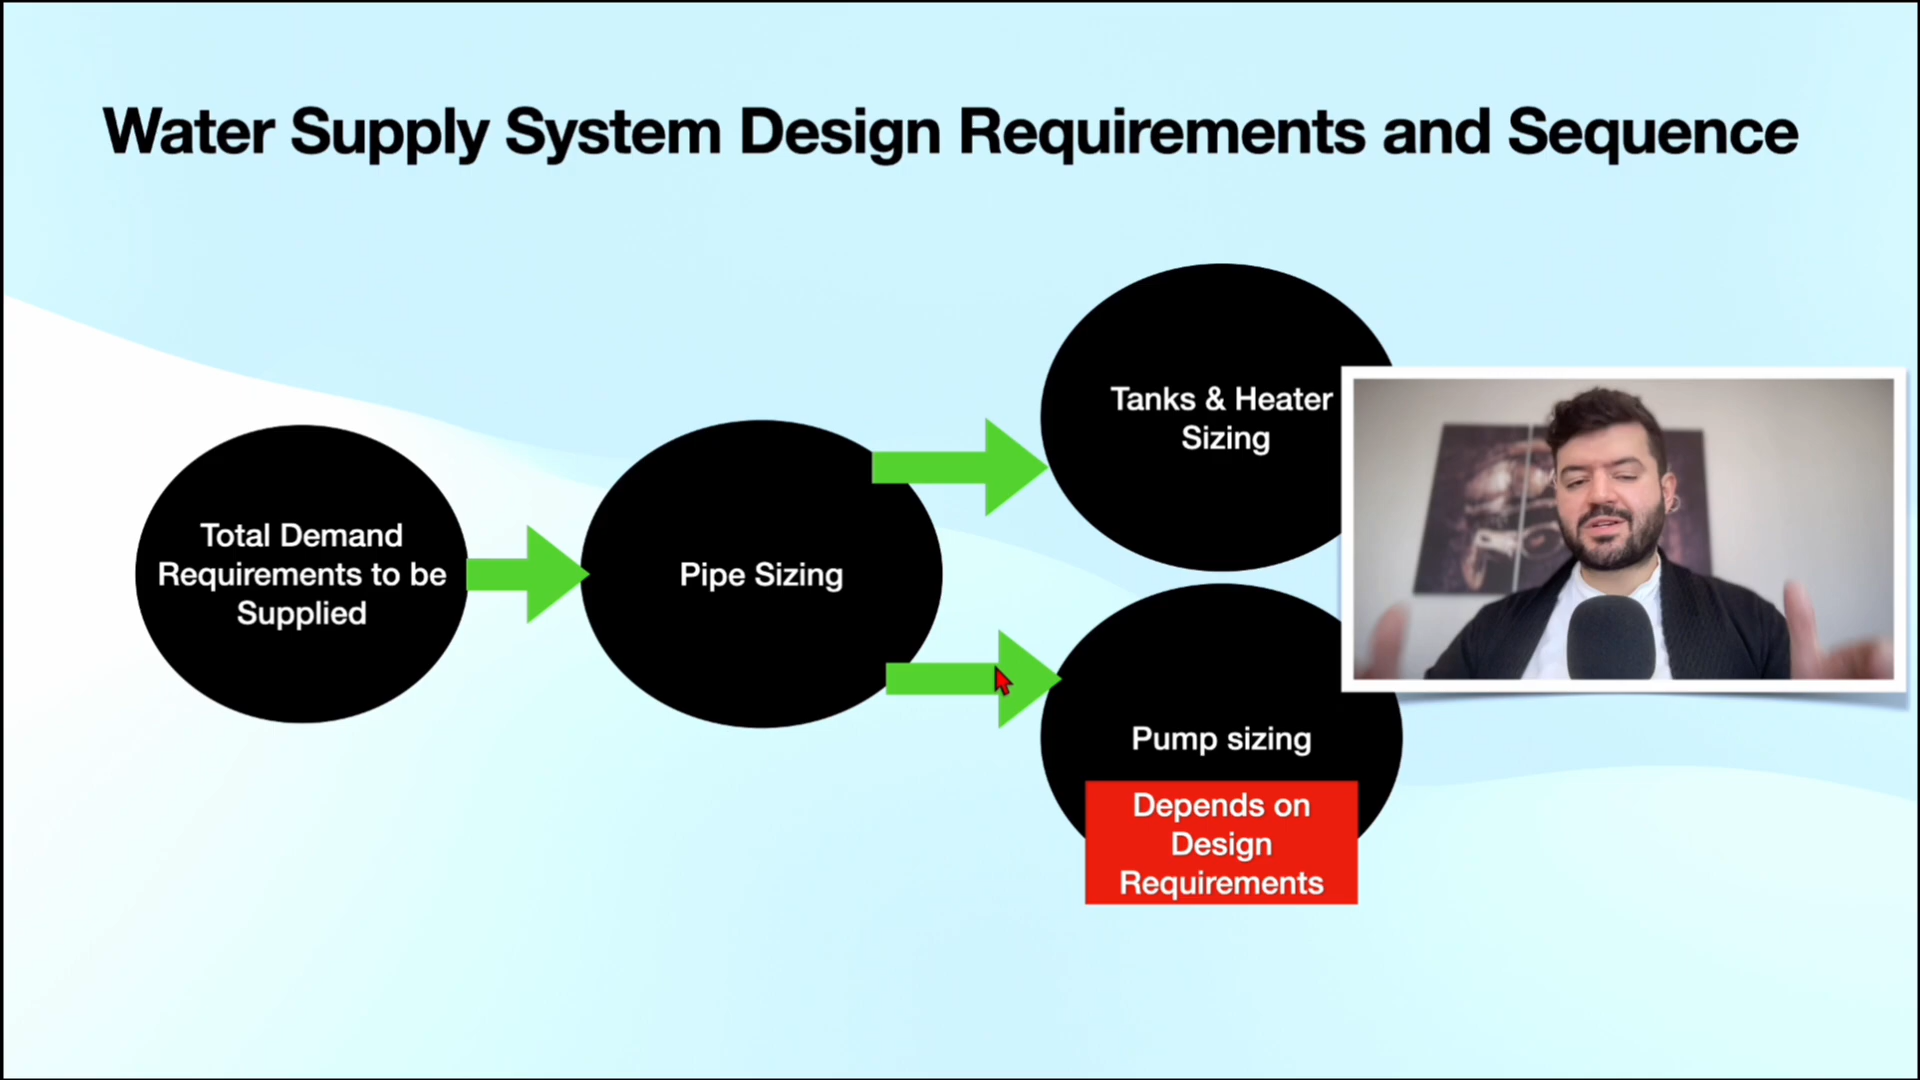 Water Supply System Design Requirements and Sequence
Total Demand
Requirements to be
Supplied
Pipe Sizing
Tanks & Heater
Sizing
Pump sizing
Depends on
Design
Requirements